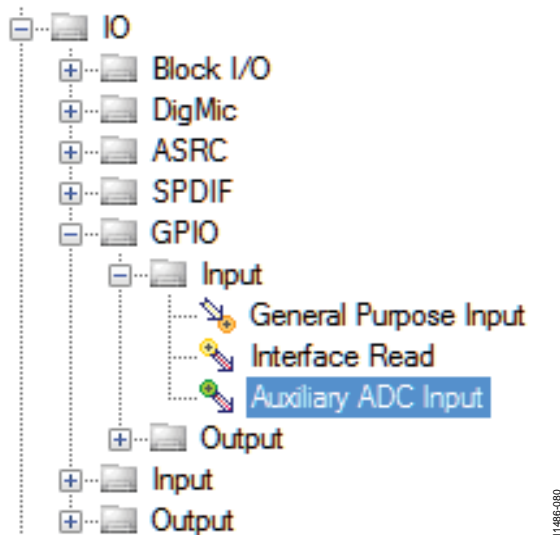 IO
Block I/O
DigMic
ASRC
SPDIF
GPIO
Input
General Purpose Input
Interface Read
Auxiliary ADC Input
Output
Input
Output
1486-080